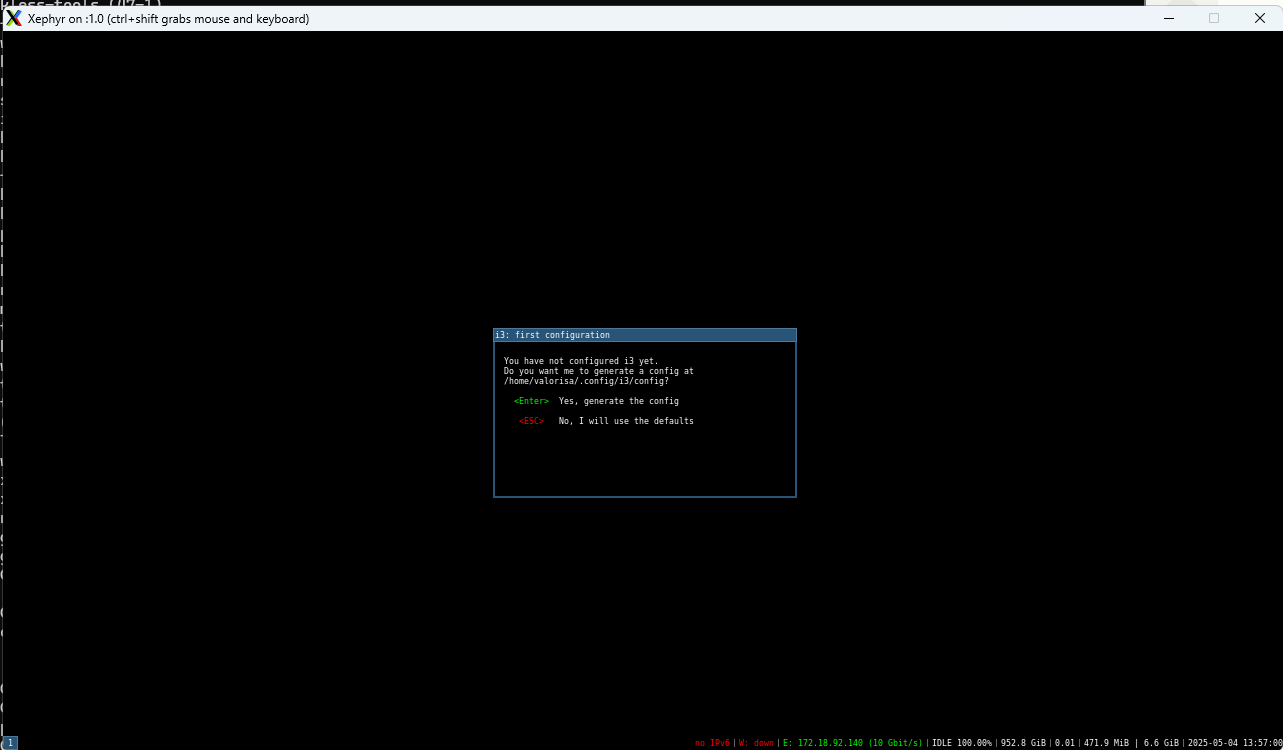 Xephyr on :1.0 (ctrl+shift grabs mouse and keyboard)
i3: first configuration
You have not configured i3 yet.
Do you want me to generate a config at
/home/valorisa/.config/i3/config?
<Enter> Yes, generate the config
<ESC> No, I will use the defaults
1
no IPv6|W: down|E: 172.18.92.140 (10 Gbit/s)|IDLE 100.00%|952.8 GiB|0.01|471.9 MiB | 6.6 GiB|2025-05-04 13:57:00